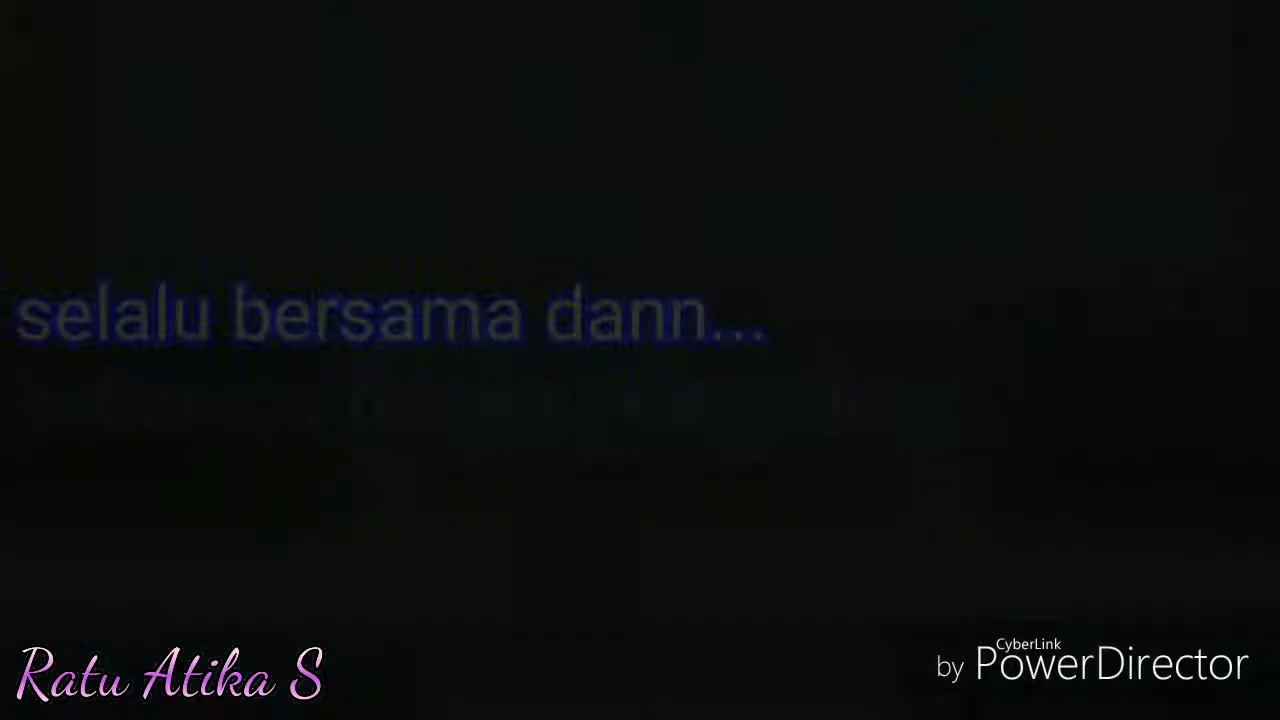 selalu bersama dann...
Ratu Atika S
CyberLink
by PowerDirector